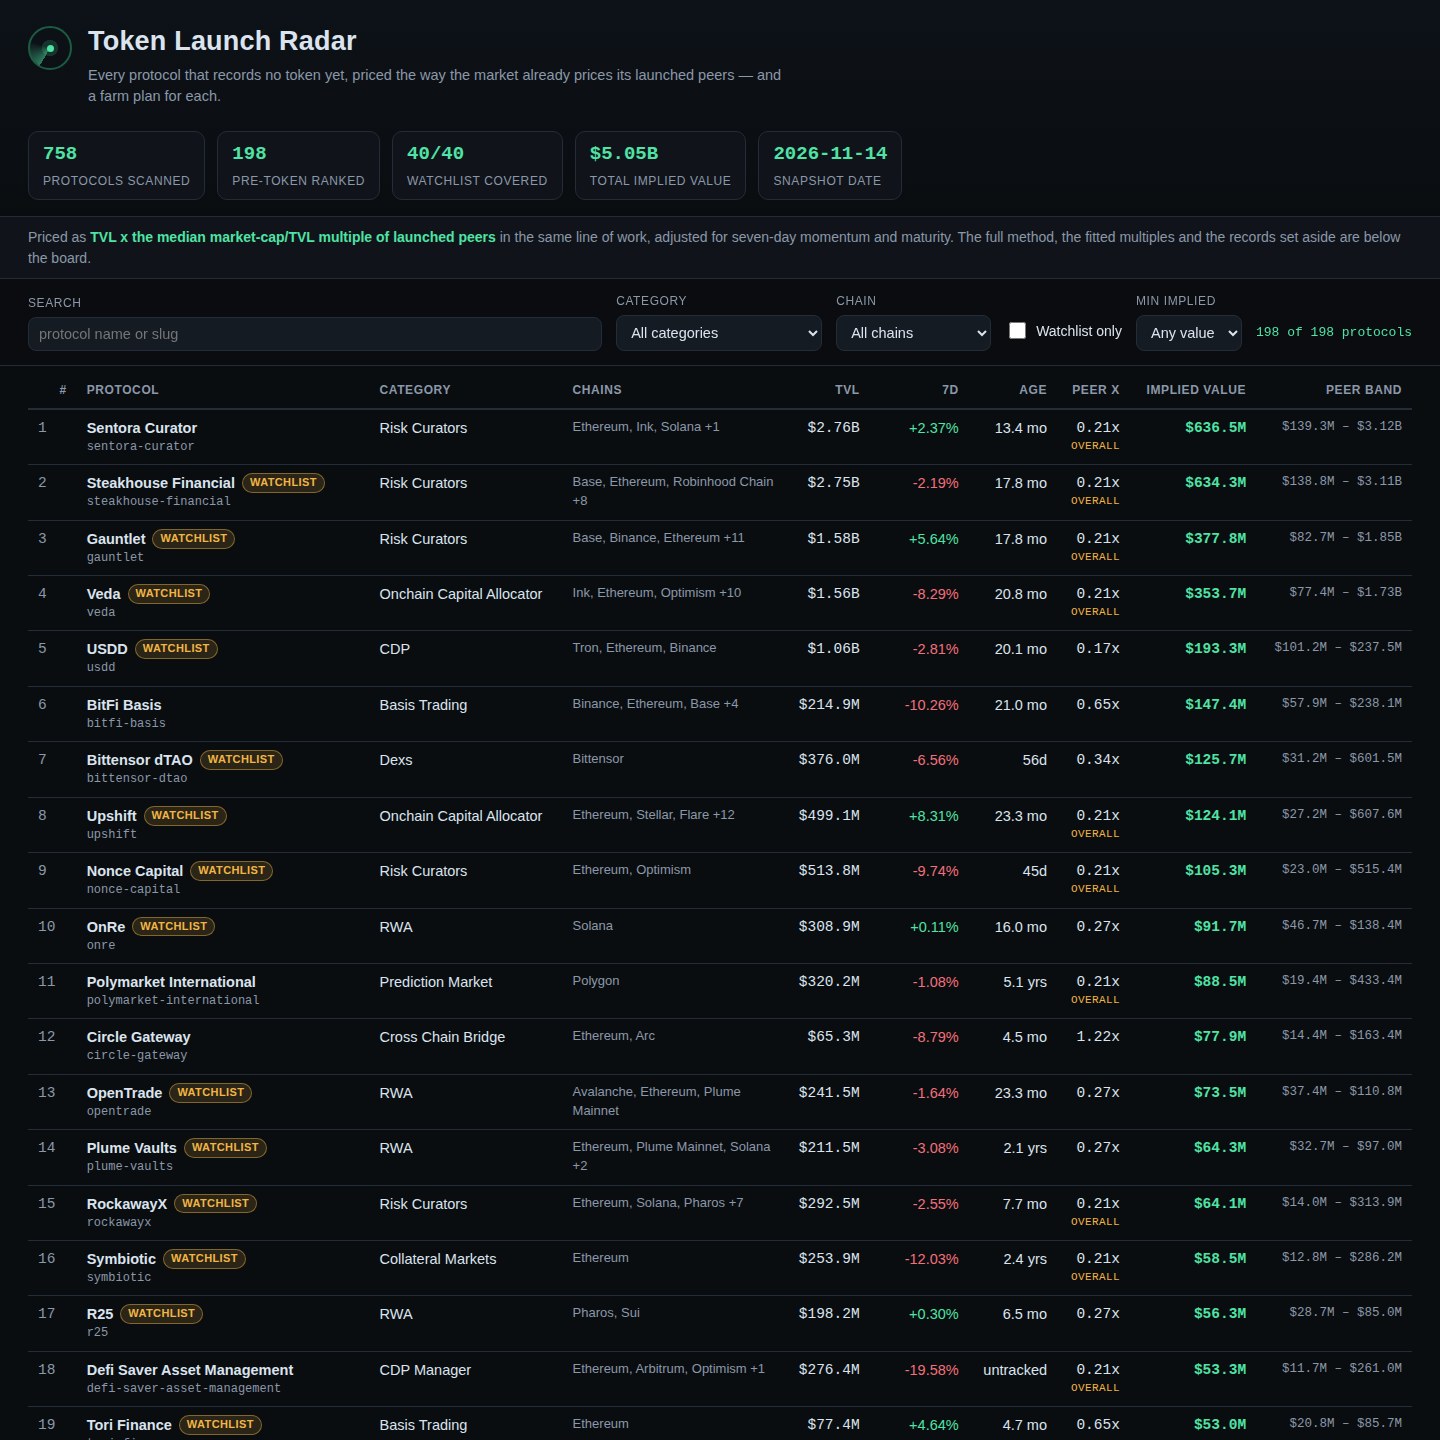 Token Launch Radar
Every protocol that records no token yet, priced the way the market already prices its launched peers — and
a farm plan for each.
758
PROTOCOLS SCANNED
198
PRE-TOKEN RANKED
40/40
WATCHLIST COVERED
$5.05B
TOTAL IMPLIED VALUE
2026-11-14
SNAPSHOT DATE
Priced as TVL x the median market-cap/TVL multiple of launched peers in the same line of work, adjusted for seven-day momentum and maturity. The full method, the fitted multiples and the records set aside are below
the board.
SEARCH
protocol name or slug
CATEGORY
All categories
CHAIN
All chains
Watchlist only
MIN IMPLIED
Any value
198 of 198 protocols
# PROTOCOL CATEGORY CHAINS TVL 7D AGE PEER X IMPLIED VALUE PEER BAND
1 Sentora Curator Risk Curators Ethereum, Ink, Solana +1 $2.76B +2.37% 13.4 mo 0.21x $636.5M $139.3M – $3.12B
sentora-curator OVERALL
2 Steakhouse Financial WATCHLIST Risk Curators Base, Ethereum, Robinhood Chain $2.75B -2.19% 17.8 mo 0.21x $634.3M $138.8M – $3.11B
steakhouse-financial +8 OVERALL
3 Gauntlet WATCHLIST Risk Curators Base, Binance, Ethereum +11 $1.58B +5.64% 17.8 mo 0.21x $377.8M $82.7M – $1.85B
gauntlet OVERALL
4 Veda WATCHLIST Onchain Capital Allocator Ink, Ethereum, Optimism +10 $1.56B -8.29% 20.8 mo 0.21x $353.7M $77.4M – $1.73B
veda OVERALL
5 USDD WATCHLIST CDP Tron, Ethereum, Binance $1.06B -2.81% 20.1 mo 0.17x $193.3M $101.2M – $237.5M
usdd
6 BitFi Basis Basis Trading Binance, Ethereum, Base +4 $214.9M -10.26% 21.0 mo 0.65x $147.4M $57.9M – $238.1M
bitfi-basis
7 Bittensor dTAO WATCHLIST Dexs Bittensor $376.0M -6.56% 56d 0.34x $125.7M $31.2M – $601.5M
bittensor-dtao
8 Upshift WATCHLIST Onchain Capital Allocator Ethereum, Stellar, Flare +12 $499.1M +8.31% 23.3 mo 0.21x $124.1M $27.2M – $607.6M
upshift OVERALL
9 Nonce Capital WATCHLIST Risk Curators Ethereum, Optimism $513.8M -9.74% 45d 0.21x $105.3M $23.0M – $515.4M
nonce-capital OVERALL
10 OnRe WATCHLIST RWA Solana $308.9M +0.11% 16.0 mo 0.27x $91.7M $46.7M – $138.4M
onre
11 Polymarket International Prediction Market Polygon $320.2M -1.08% 5.1 yrs 0.21x $88.5M $19.4M – $433.4M
polymarket-international OVERALL
12 Circle Gateway Cross Chain Bridge Ethereum, Arc $65.3M -8.79% 4.5 mo 1.22x $77.9M $14.4M – $163.4M
circle-gateway
13 OpenTrade WATCHLIST RWA Avalanche, Ethereum, Plume $241.5M -1.64% 23.3 mo 0.27x $73.5M $37.4M – $110.8M
opentrade Mainnet
14 Plume Vaults WATCHLIST RWA Ethereum, Plume Mainnet, Solana $211.5M -3.08% 2.1 yrs 0.27x $64.3M $32.7M – $97.0M
plume-vaults +2
15 RockawayX WATCHLIST Risk Curators Ethereum, Solana, Pharos +7 $292.5M -2.55% 7.7 mo 0.21x $64.1M $14.0M – $313.9M
rockawayx OVERALL
16 Symbiotic WATCHLIST Collateral Markets Ethereum $253.9M -12.03% 2.4 yrs 0.21x $58.5M $12.8M – $286.2M
symbiotic OVERALL
17 R25 WATCHLIST RWA Pharos, Sui $198.2M +0.30% 6.5 mo 0.27x $56.3M $28.7M – $85.0M
r25
18 Defi Saver Asset Management CDP Manager Ethereum, Arbitrum, Optimism +1 $276.4M -19.58% untracked 0.21x $53.3M $11.7M – $261.0M
defi-saver-asset-management OVERALL
19 Tori Finance WATCHLIST Basis Trading Ethereum $77.4M +4.64% 4.7 mo 0.65x $53.0M $20.8M – $85.7M